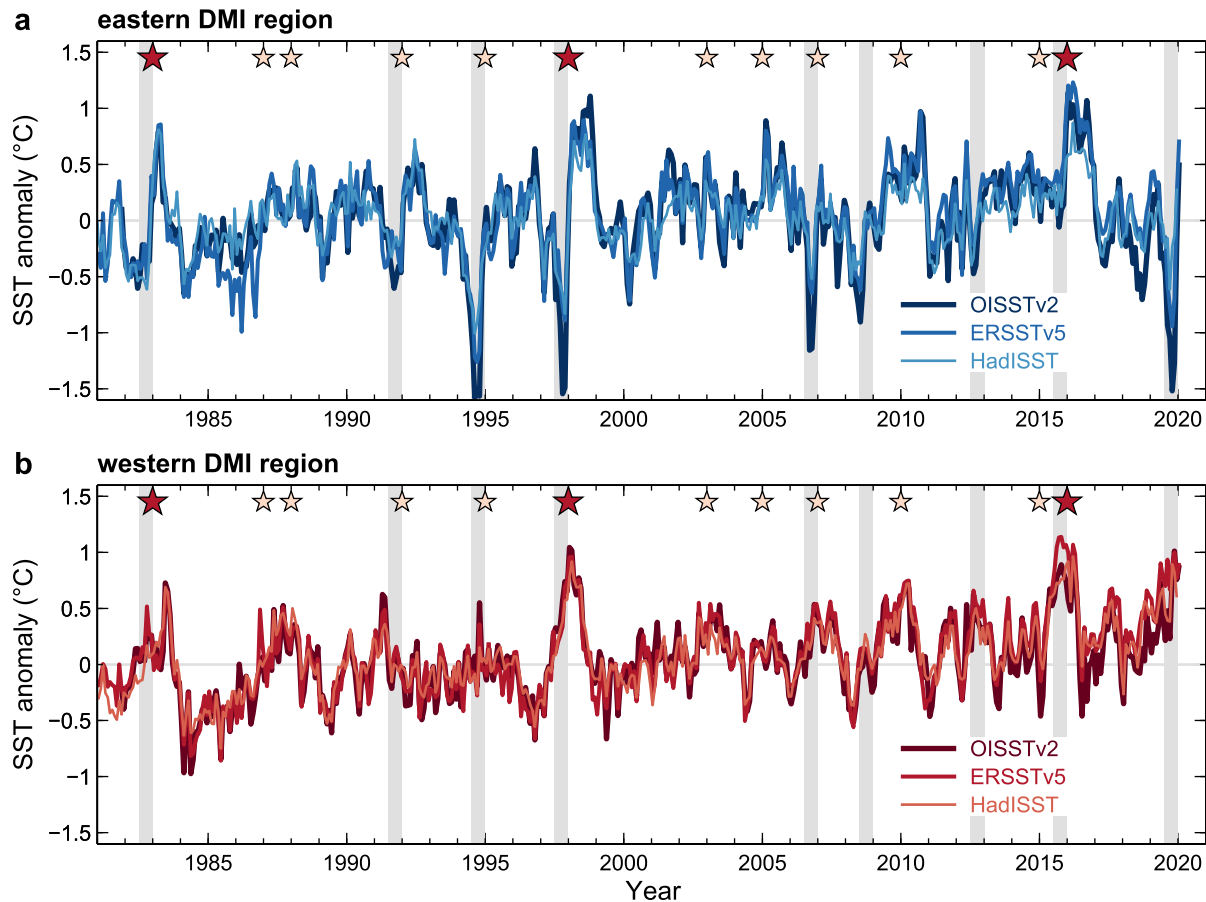 a eastern DMI region
SST anomaly (°C)
1.5
1
0.5
0
−0.5
−1
−1.5
OISSTv2
ERSSTv5
HadISST
1985 1990 1995 2000 2005 2010 2015 2020
b western DMI region
SST anomaly (°C)
1.5
1
0.5
0
−0.5
−1
−1.5
OISSTv2
ERSSTv5
HadISST
1985 1990 1995 2000 2005 2010 2015 2020
Year